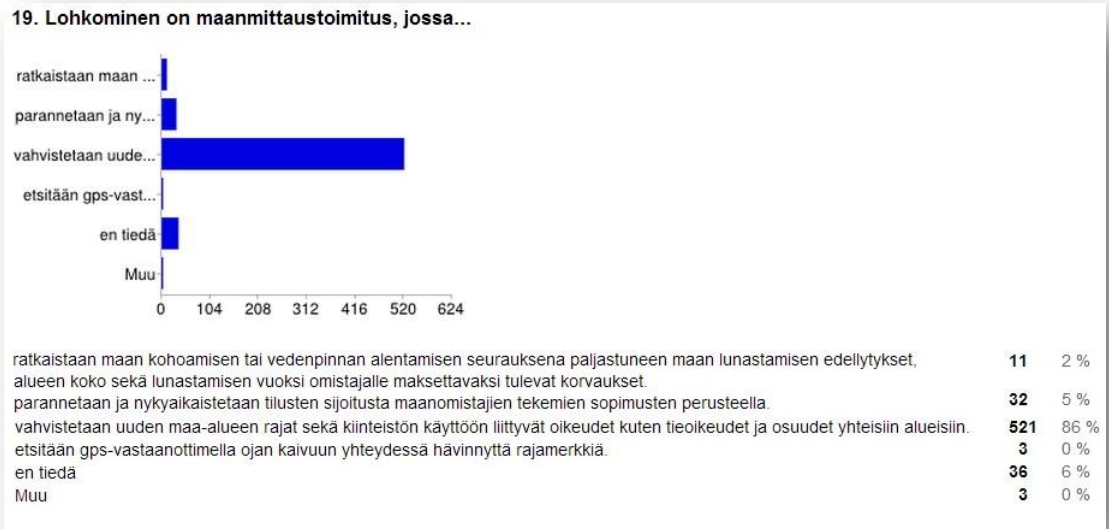 19. Lohkominen on maanmittaustoimitus, jossa...
ratkaistaan maan ...
parannetaan ja ny...
vahvistetaan uude...
etsitään gps-vast...
en tiedä
Muu
0 104 208 312 416 520 624
ratkaistaan maan kohoamisen tai vedenpinnan alentamisen seurauksena paljastuneen maan lunastamisen edellytykset, 11 2 %
alueen koko sekä lunastamisen vuoksi omistajalle maksettavaksi tulevat korvaukset.
parannetaan ja nykyaikaistetaan tilusten sijoitusta maanomistajien tekemien sopimusten perusteella. 32 5 %
vahvistetaan uuden maa-alueen rajat sekä kiinteistön käyttöön liittyvät oikeudet kuten tieoikeudet ja osuudet yhteisiin alueisiin. 521 86 %
etsitään gps-vastaanottimella ojan kaivuun yhteydessä hävinnyttä rajamerkkiä. 3 0 %
en tiedä 36 6 %
Muu 3 0 %